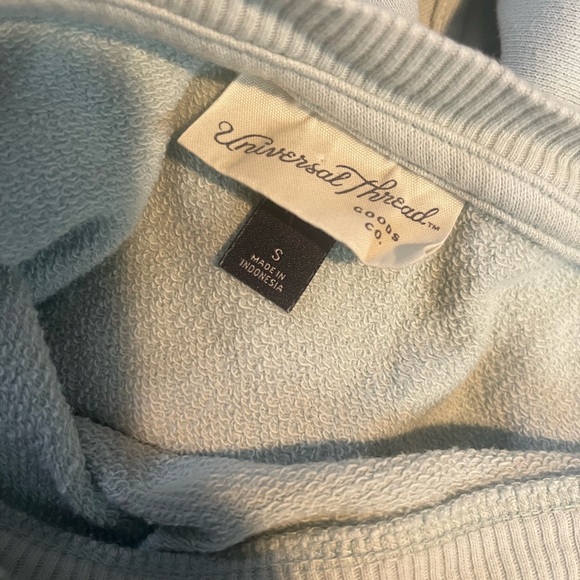 Universal Thread™
GOODS
CO.
S
MADE IN
INDONESIA